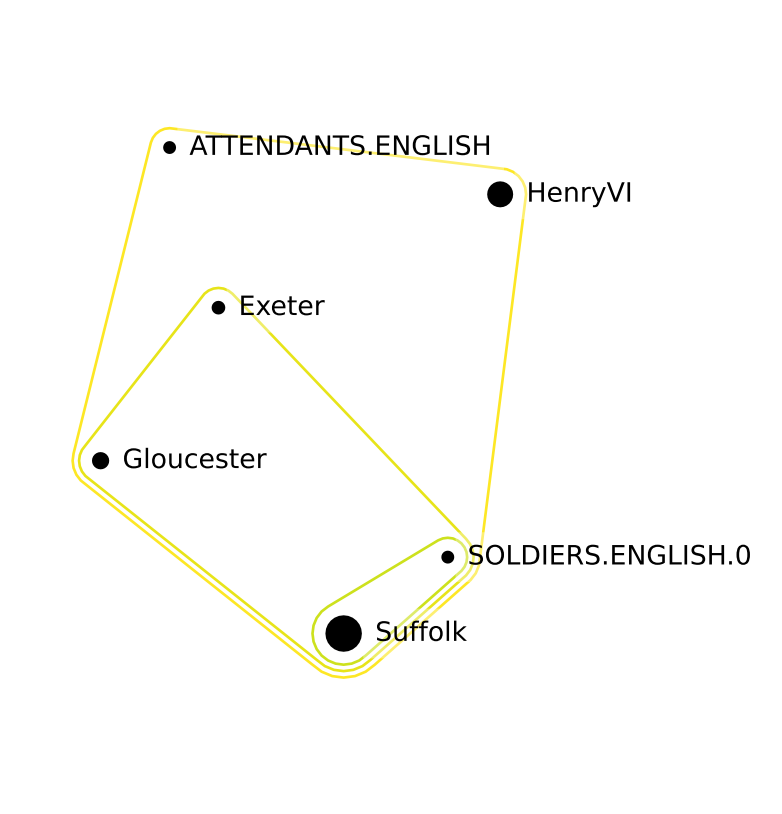 ATTENDANTS.ENGLISH
HenryVI
Exeter
Gloucester
SOLDIERS.ENGLISH.0
Suffolk